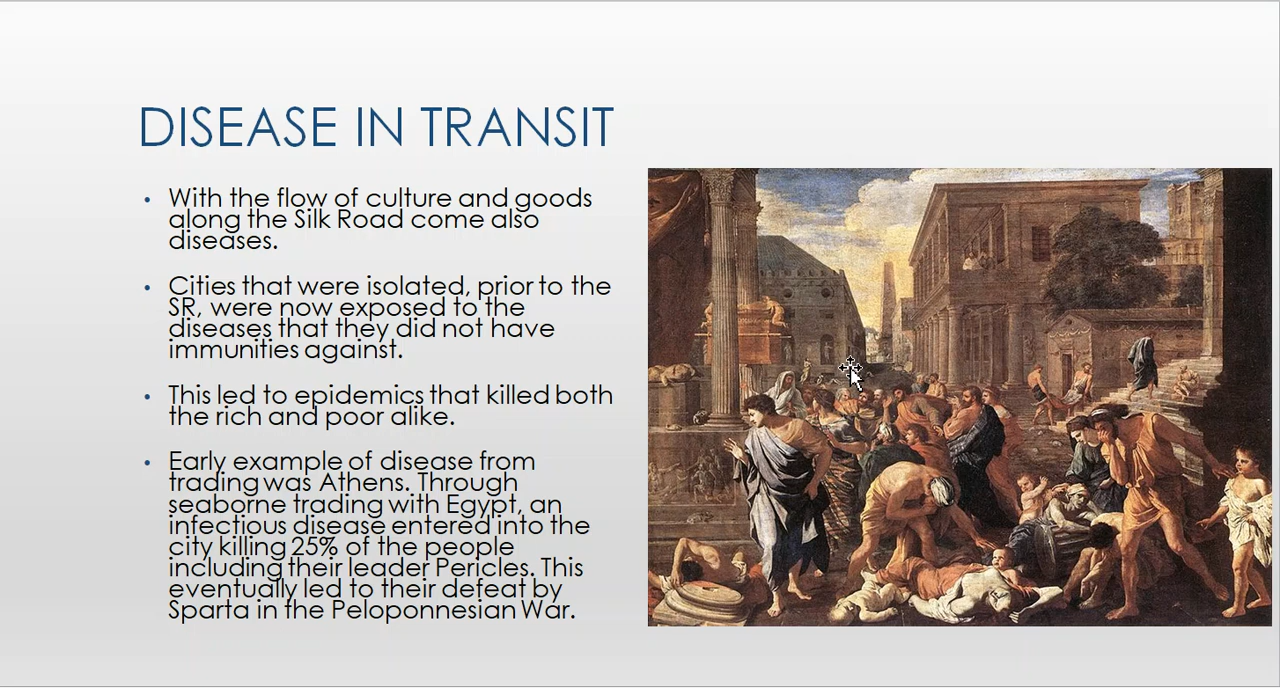 DISEASE IN TRANSIT
• With the flow of culture and goods
along the Silk Road come also
diseases.
• Cities that were isolated, prior to the
SR, were now exposed to the
diseases that they did not have
immunities against.
• This led to epidemics that killed both
the rich and poor alike.
• Early example of disease from
trading was Athens. Through
seaborne trading with Egypt, an
infectious disease entered into the
city killing 25% of the people
including their leader Pericles. This
eventually led to their defeat by
Sparta in the Peloponnesian War.